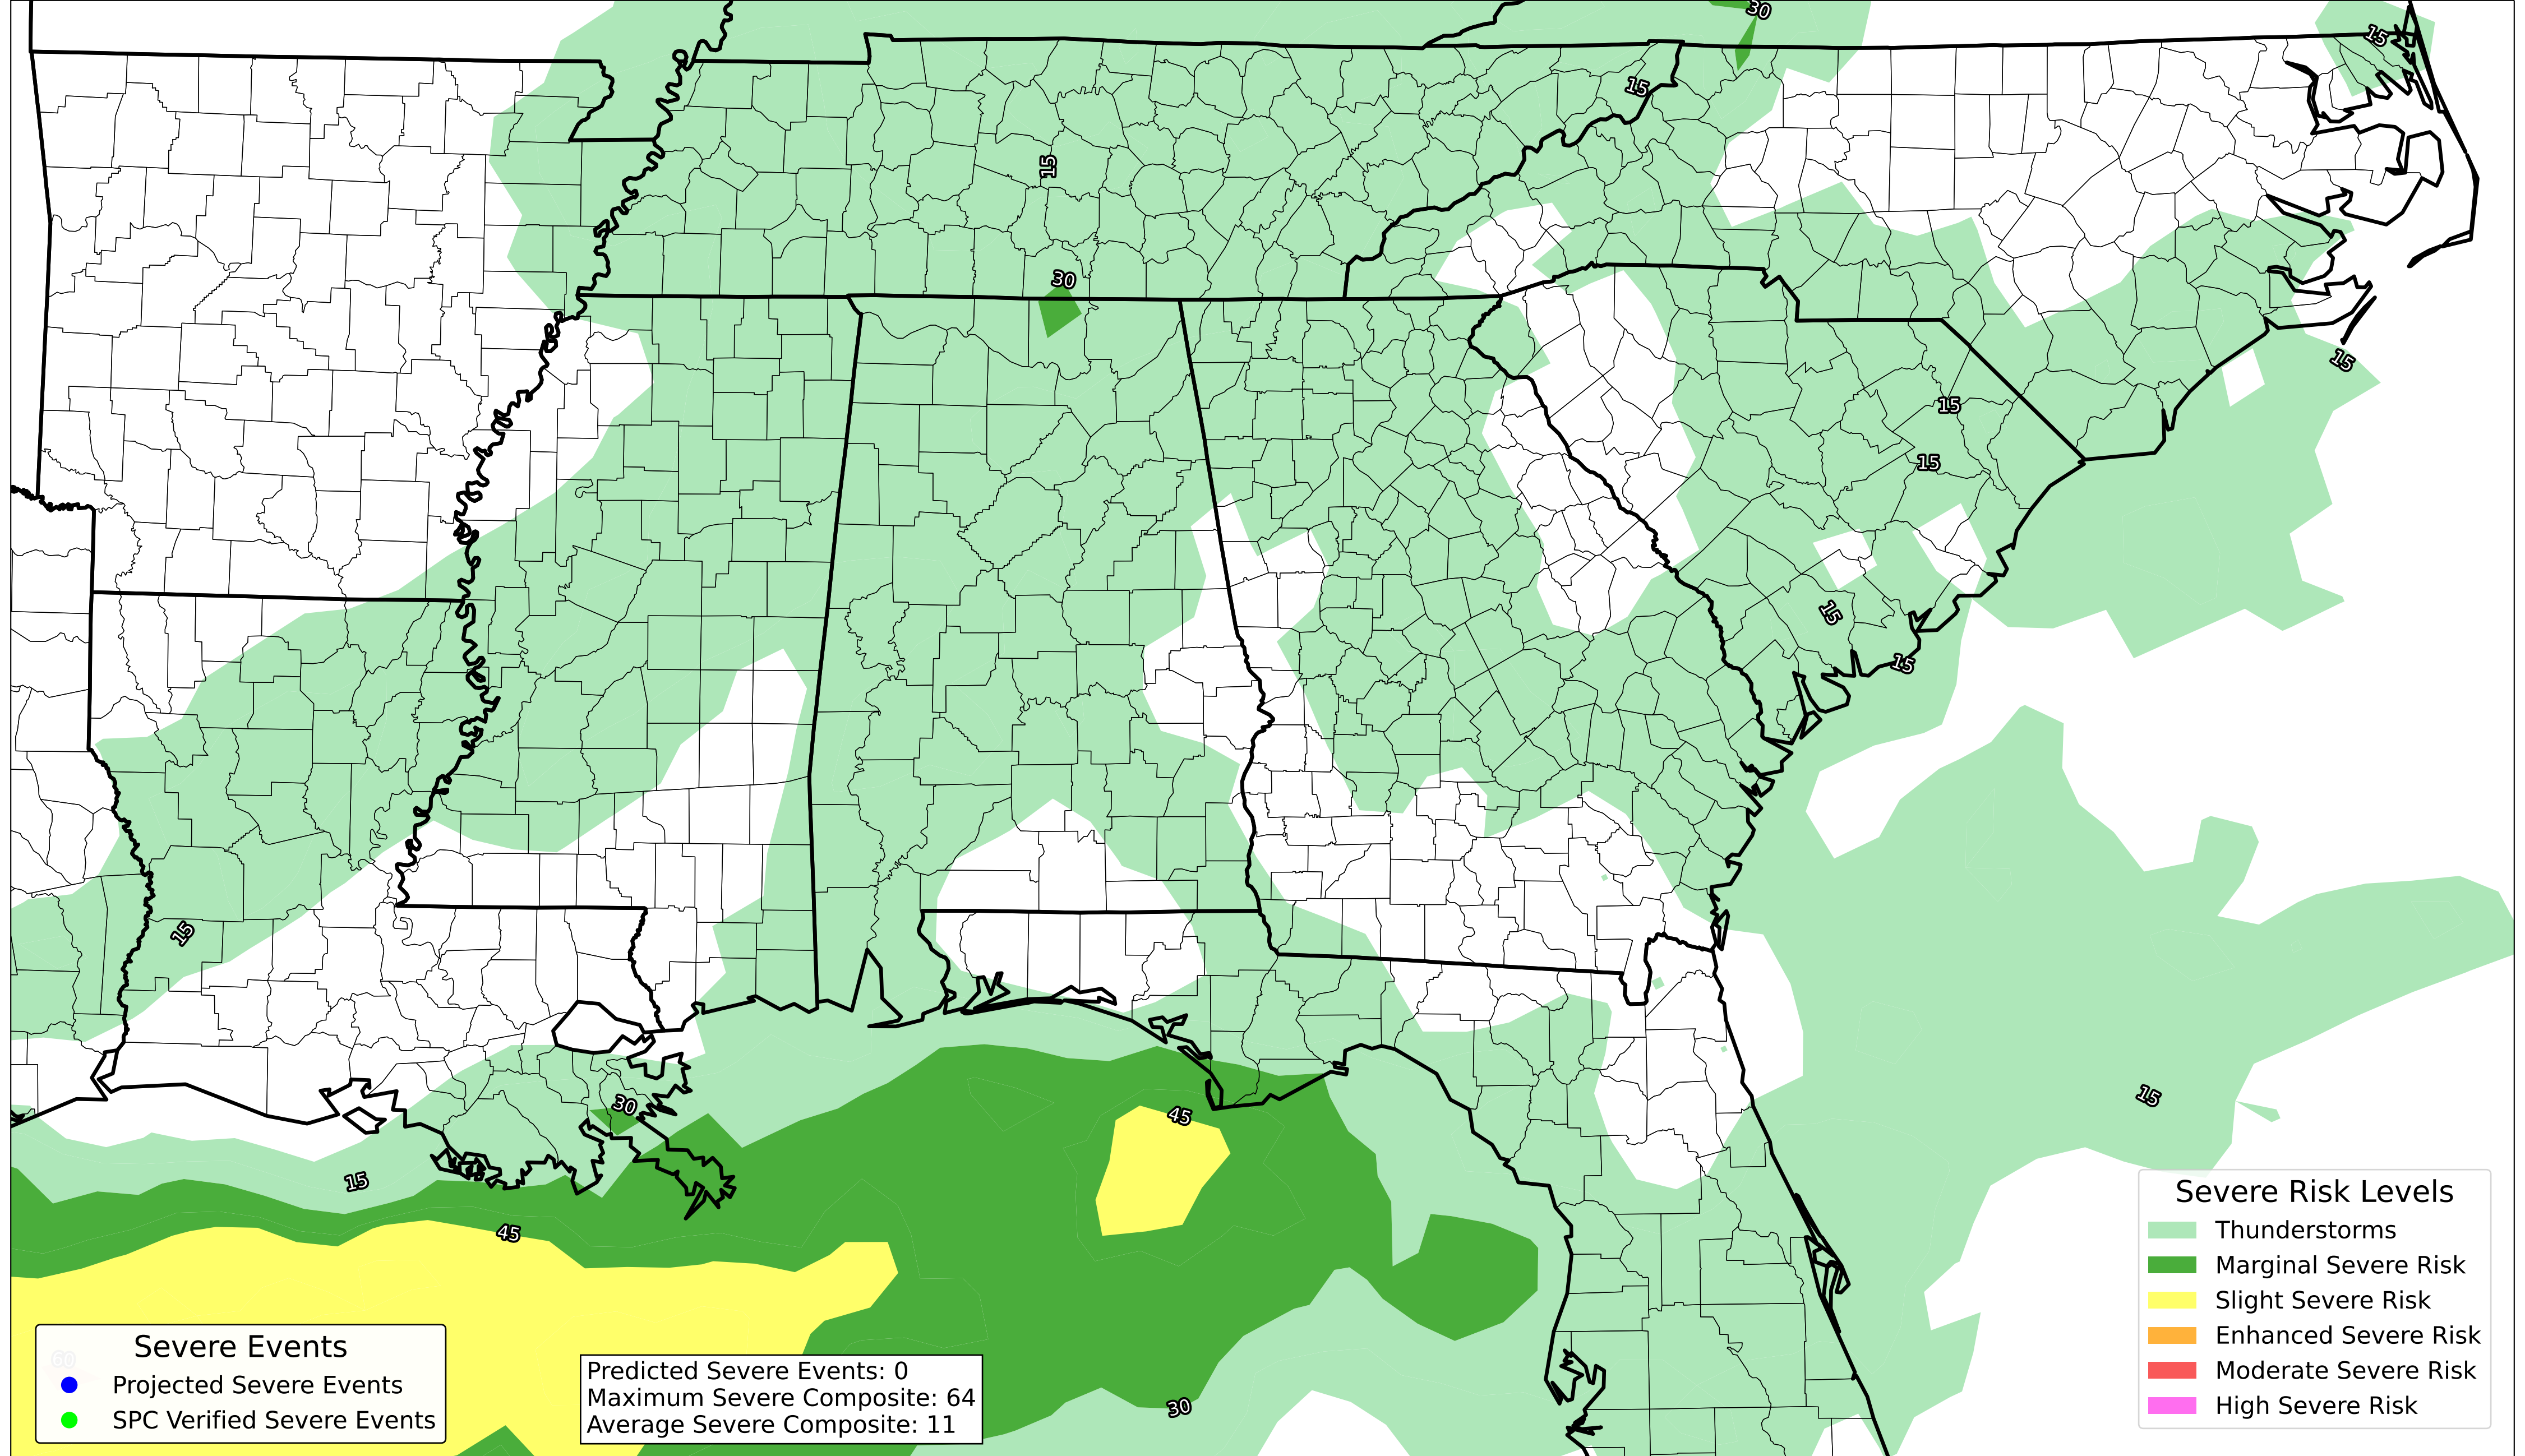 30
15
15
15
30
15
15
15
15
15
15
30
45
15
15
45
60
30
Severe Events
Projected Severe Events
SPC Verified Severe Events
Predicted Severe Events: 0
Maximum Severe Composite: 64
Average Severe Composite: 11
Severe Risk Levels
Thunderstorms
Marginal Severe Risk
Slight Severe Risk
Enhanced Severe Risk
Moderate Severe Risk
High Severe Risk